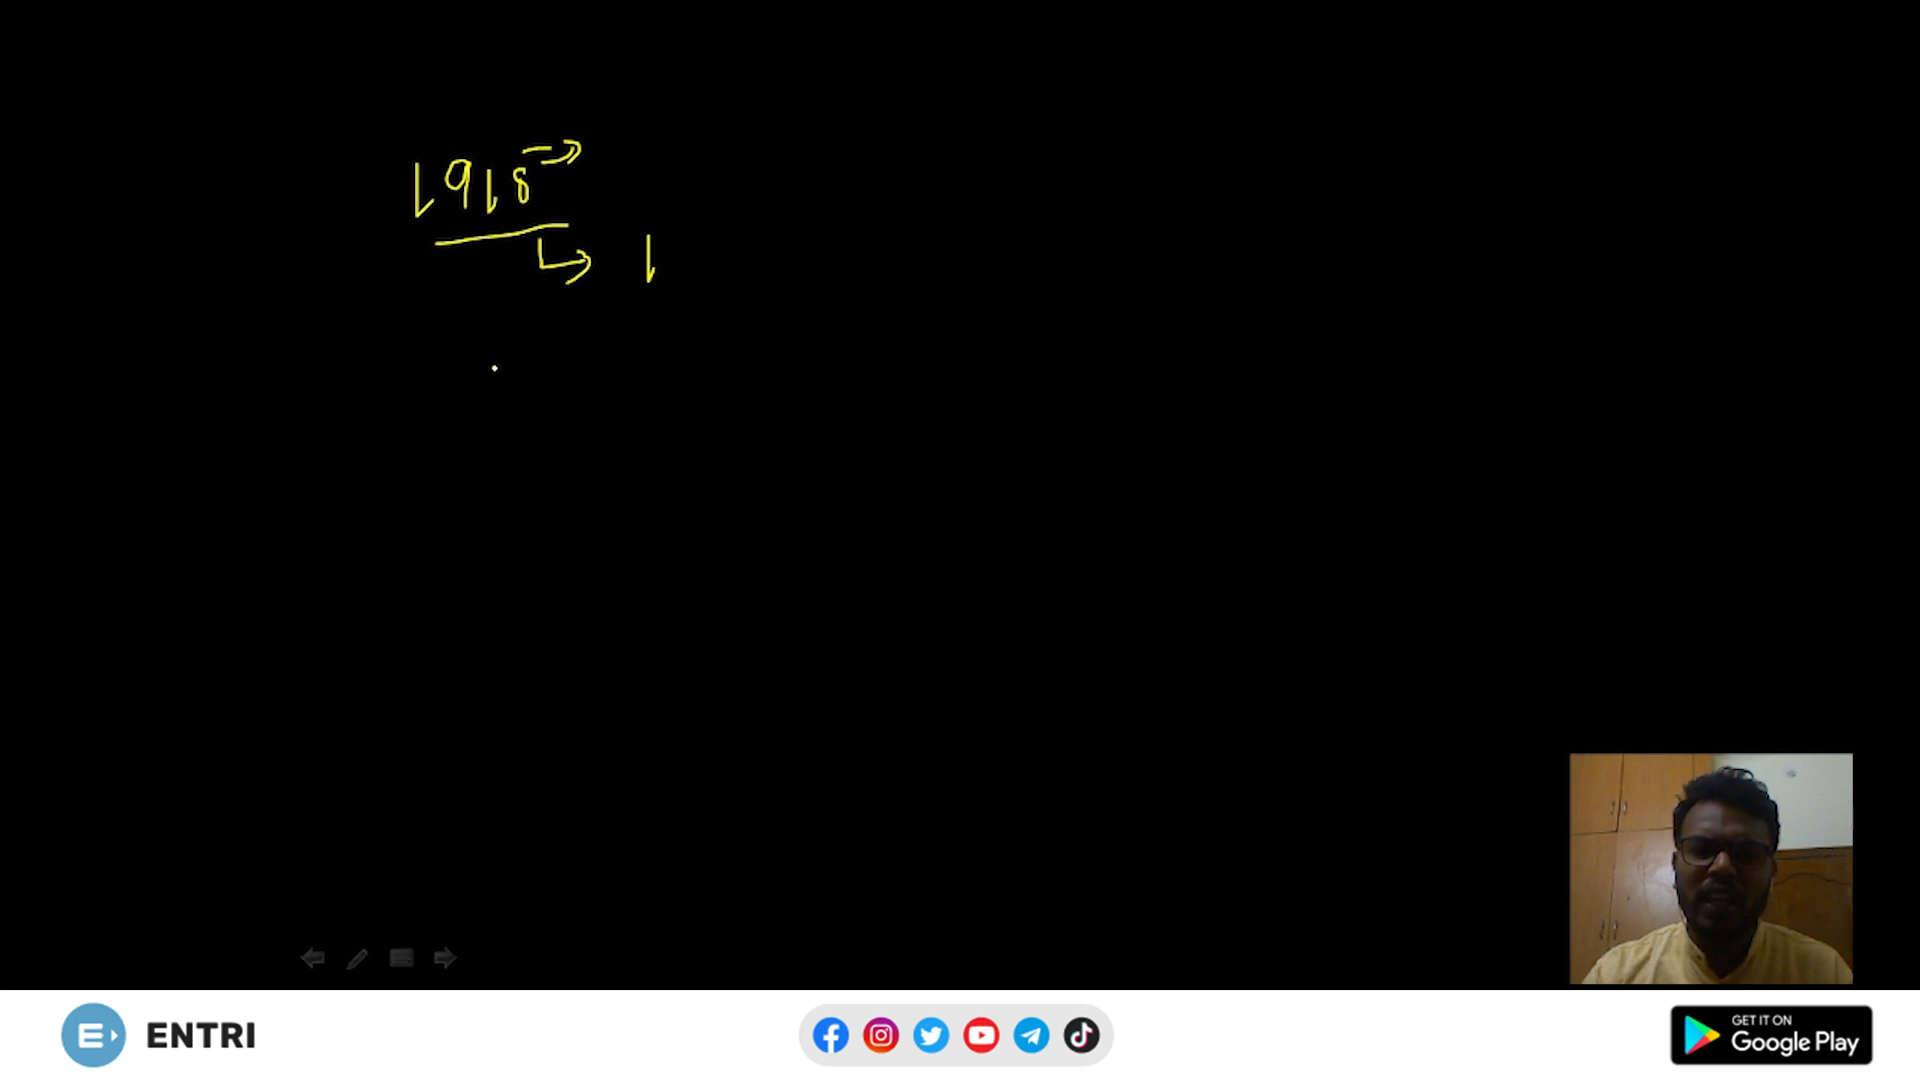 1918 →
↳ 1
ENTRI
GET IT ON
Google Play